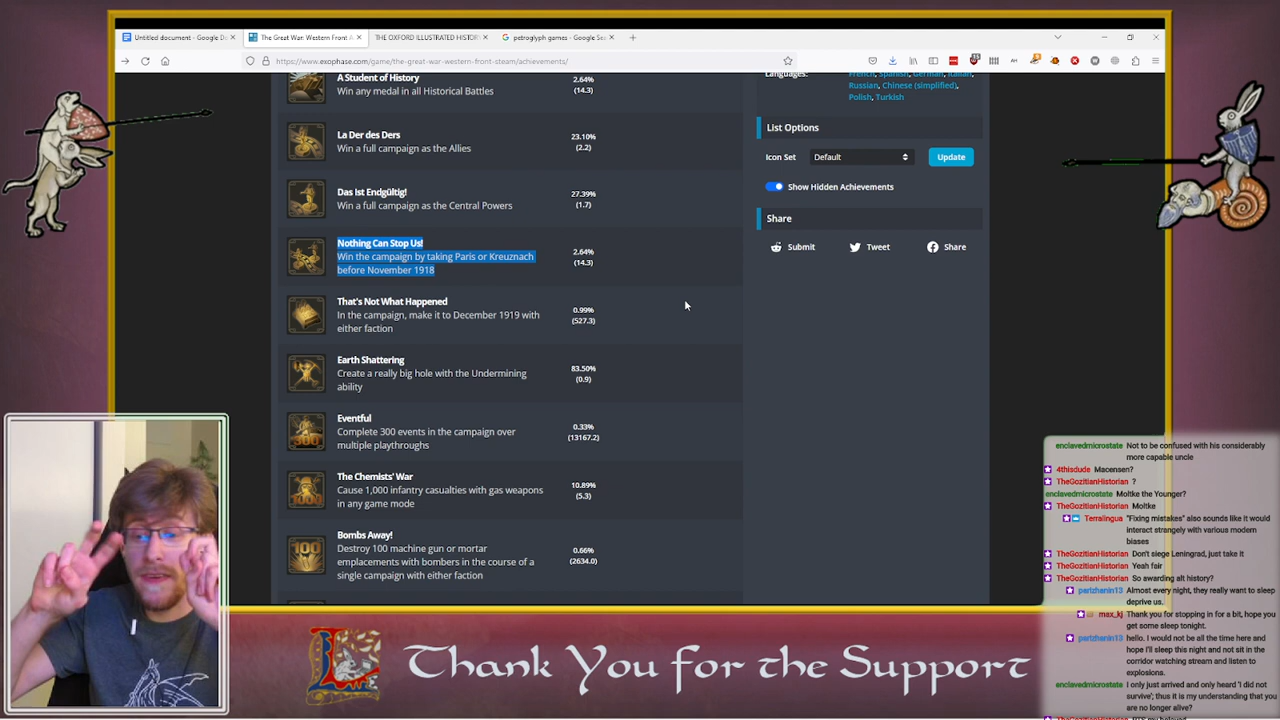 Untitled document - Google De
The Great War: Western Front A
THE OXFORD ILLUSTRATED HISTOR
petroglyph games - Google Se
https://www.exophase.com/game/the-great-war-western-front-steam/achievements/
A Student of History
Win any medal in all Historical Battles
2.64%
(14.3)
La Der des Ders
Win a full campaign as the Allies
23.10%
(2.2)
Das Ist Endgültig!
Win a full campaign as the Central Powers
27.39%
(1.7)
Nothing Can Stop Us!
Win the campaign by taking Paris or Kreuznach
before November 1918
2.64%
(14.3)
That's Not What Happened
In the campaign, make it to December 1919 with
either faction
0.99%
(527.3)
Earth Shattering
Create a really big hole with the Undermining
ability
83.50%
(0.9)
Eventful
Complete 300 events in the campaign over
multiple playthroughs
0.33%
(13167.2)
The Chemists' War
Cause 1,000 infantry casualties with gas weapons
in any game mode
10.89%
(5.3)
Bombs Away!
Destroy 100 machine gun or mortar
emplacements with bombers in the course of a
single campaign with either faction
0.66%
(2634.0)
Languages:
French, Spanish, German, Italian,
Russian, Chinese (simplified),
Polish, Turkish
List Options
Icon Set
Default
Update
Show Hidden Achievements
Share
Submit
Tweet
Share
enclavedmicrostate Not to be confused with his considerably
more capable uncle
4thisdude Macensen?
TheGozitianHistorian ?
enclavedmicrostate Moltke the Younger?
TheGozitianHistorian Moltke
Terralingua "Fixing mistakes" also sounds like it would
interact strangely with various modern
biases
TheGozitianHistorian Don't siege Leningrad, just take it
TheGozitianHistorian Yeah fair
TheGozitianHistorian So awarding alt history?
partzhanin13 Almost every night, they really want to sleep
deprive us.
max_kj Thank you for stopping in for a bit, hope you
get some sleep tonight.
partzhanin13 hello. I would not be all the time here and
hope I'll sleep this night and not sit in the
corridor watching stream and listen to
explosions.
enclavedmicrostate I only just arrived and only heard 'I did not
survive'; thus it is my understanding that you
are no longer alive?
Thank You for the Support